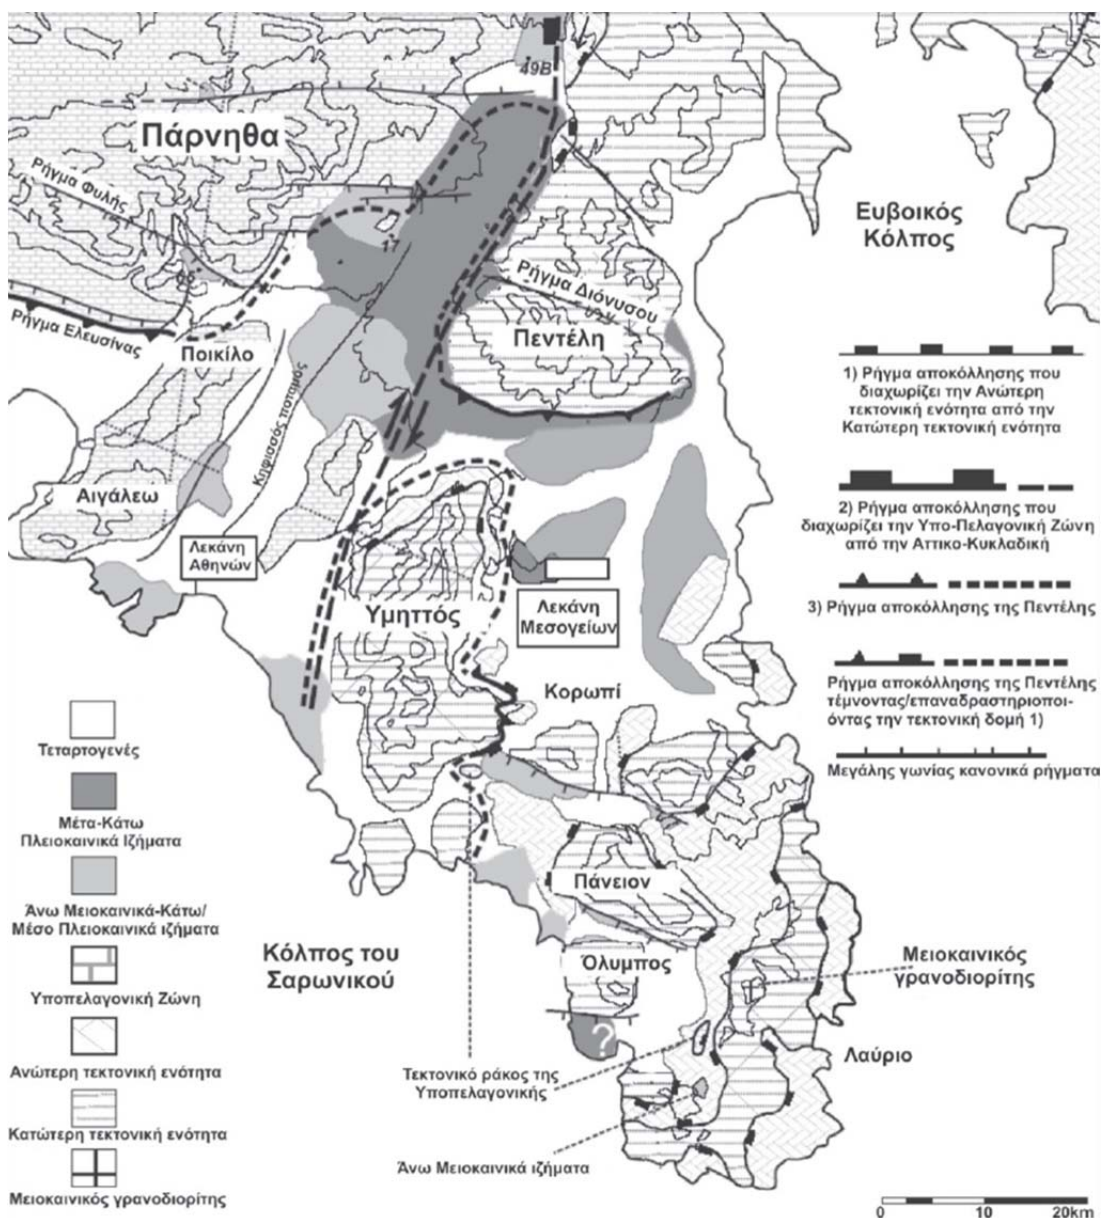 49B
Πάρνηθα
Ρήγμα Φυλής
17
Ευβοικός
Κόλπος
Ρήγμα Διόνυσου
Ρήγμα Ελευσίνας
Ποικίλο
Πεντέλη
Κηφισσός ποταμός
Αιγάλεω
Λεκάνη
Αθηνών
Υμηττός
Λεκάνη
Μεσογείων
Κορωπί
1) Ρήγμα αποκόλλησης που
διαχωρίζει την Ανώτερη
τεκτονική ενότητα από την
Κατώτερη τεκτονική ενότητα
2) Ρήγμα αποκόλλησης που
διαχωρίζει την Υπο-Πελαγονική Ζώνη
από την Αττικο-Κυκλαδική
3) Ρήγμα αποκόλλησης της Πεντέλης
Ρήγμα αποκόλλησης της Πεντέλης
τέμνοντας/επαναδραστηριοποι-
όντας την τεκτονική δομή 1)
Μεγάλης γωνίας κανονικά ρήγματα
Τεταρτογενές
Μέτα-Κάτω
Πλειοκαινικά Ιζήματα
Άνω Μειοκαινικά-Κάτω/
Μέσο Πλειοκαινικά ιζήματα
Υποπελαγονική Ζώνη
Ανώτερη τεκτονική ενότητα
Κατώτερη τεκτονική ενότητα
Μειοκαινικός γρανοδιορίτης
Πάνειον
Κόλπος του
Σαρωνικού
Όλυμπος
Μειοκαινικός
γρανοδιορίτης
?
Λαύριο
Τεκτονικό ράκος της
Υποπελαγονικής
Άνω Μειοκαινικά ιζήματα
0 10 20km